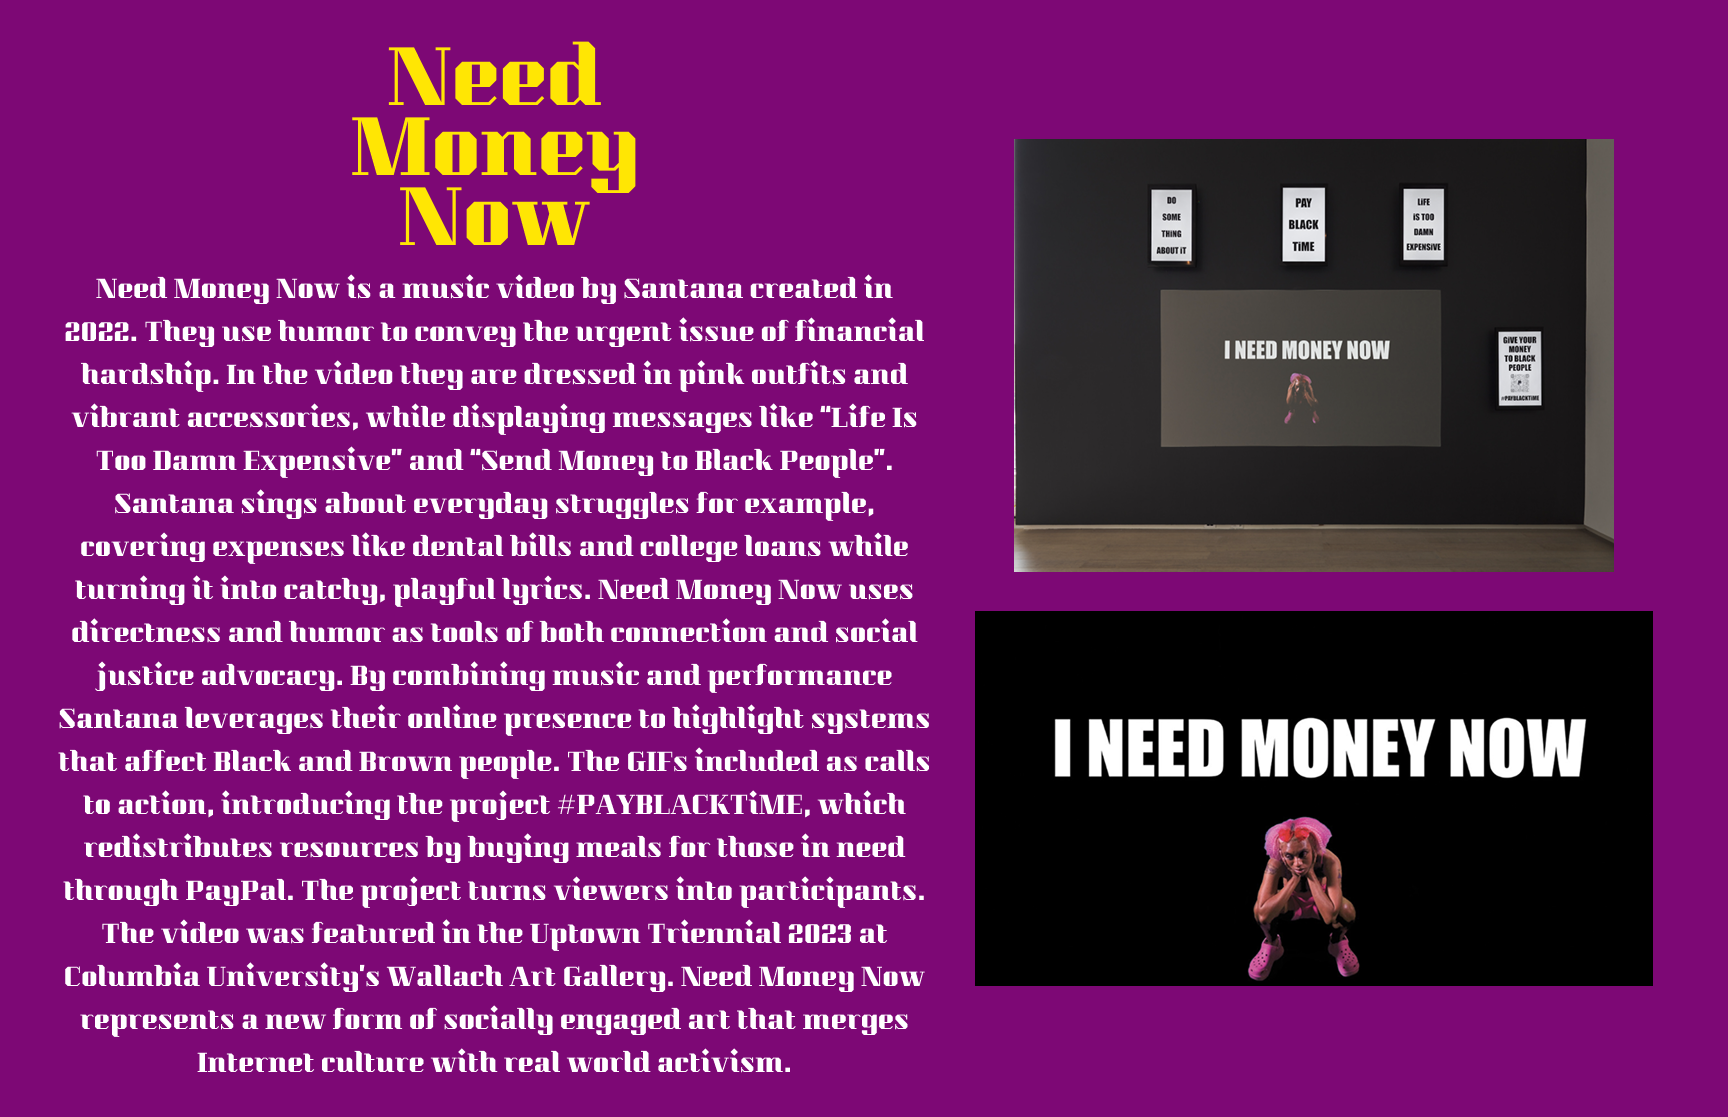 Need
Money
Now
Need Money Now is a music video by Santana created in
2022. They use humor to convey the urgent issue of financial
hardship. In the video they are dressed in pink outfits and
vibrant accessories, while displaying messages like “Life Is
Too Damn Expensive” and “Send Money to Black People”.
Santana sings about everyday struggles for example,
covering expenses like dental bills and college loans while
turning it into catchy, playful lyrics. Need Money Now uses
directness and humor as tools of both connection and social
justice advocacy. By combining music and performance
Santana leverages their online presence to highlight systems
that affect Black and Brown people. The GIFs included as calls
to action, introducing the project #PAYBLACKTiME, which
redistributes resources by buying meals for those in need
through PayPal. The project turns viewers into participants.
The video was featured in the Uptown Triennial 2023 at
Columbia University's Wallach Art Gallery. Need Money Now
represents a new form of socially engaged art that merges
Internet culture with real world activism.
DO
SOME
THiNG
ABOUT iT
PAY
BLACK
TiME
LiFE
iS TOO
DAMN
EXPENSiVE
I NEED MONEY NOW
GiVE YOUR
MONEY
TO BLACK
PEOPLE
#PAYBLACKTiME
I NEED MONEY NOW